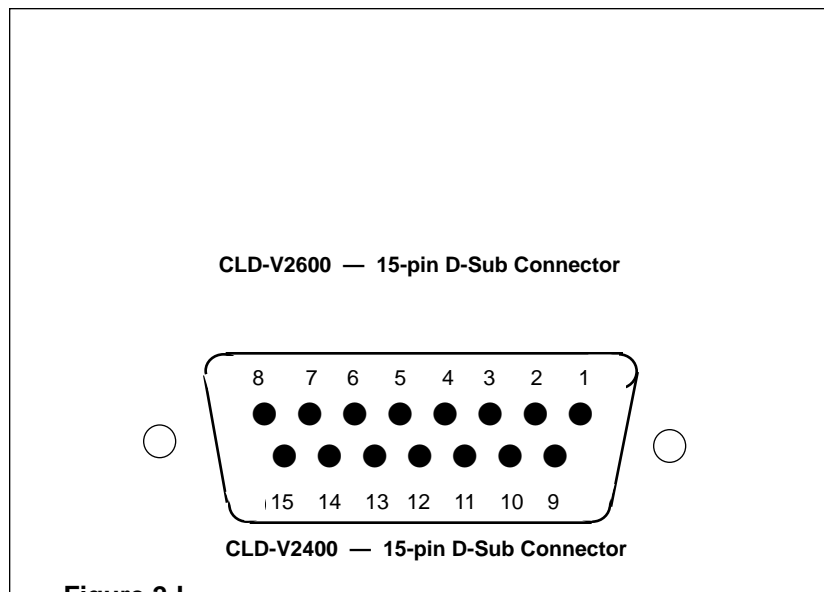 CLD-V2600 — 15-pin D-Sub Connector
8 7 6 5 4 3 2 1
15 14 13 12 11 10 9
CLD-V2400 — 15-pin D-Sub Connector